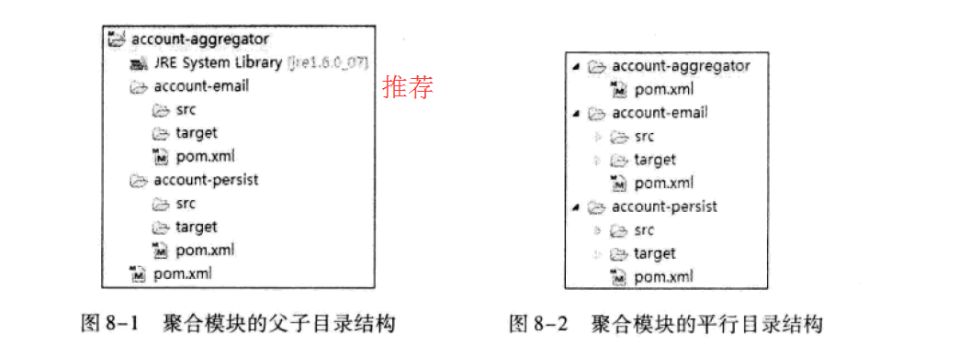 account-aggregator
JRE System Library [jre1.6.0_07]
account-email
src
target
pom.xml
account-persist
src
target
pom.xml
pom.xml
推荐
图 8-1 聚合模块的父子目录结构
account-aggregator
pom.xml
account-email
src
target
pom.xml
account-persist
src
target
pom.xml
图 8-2 聚合模块的平行目录结构